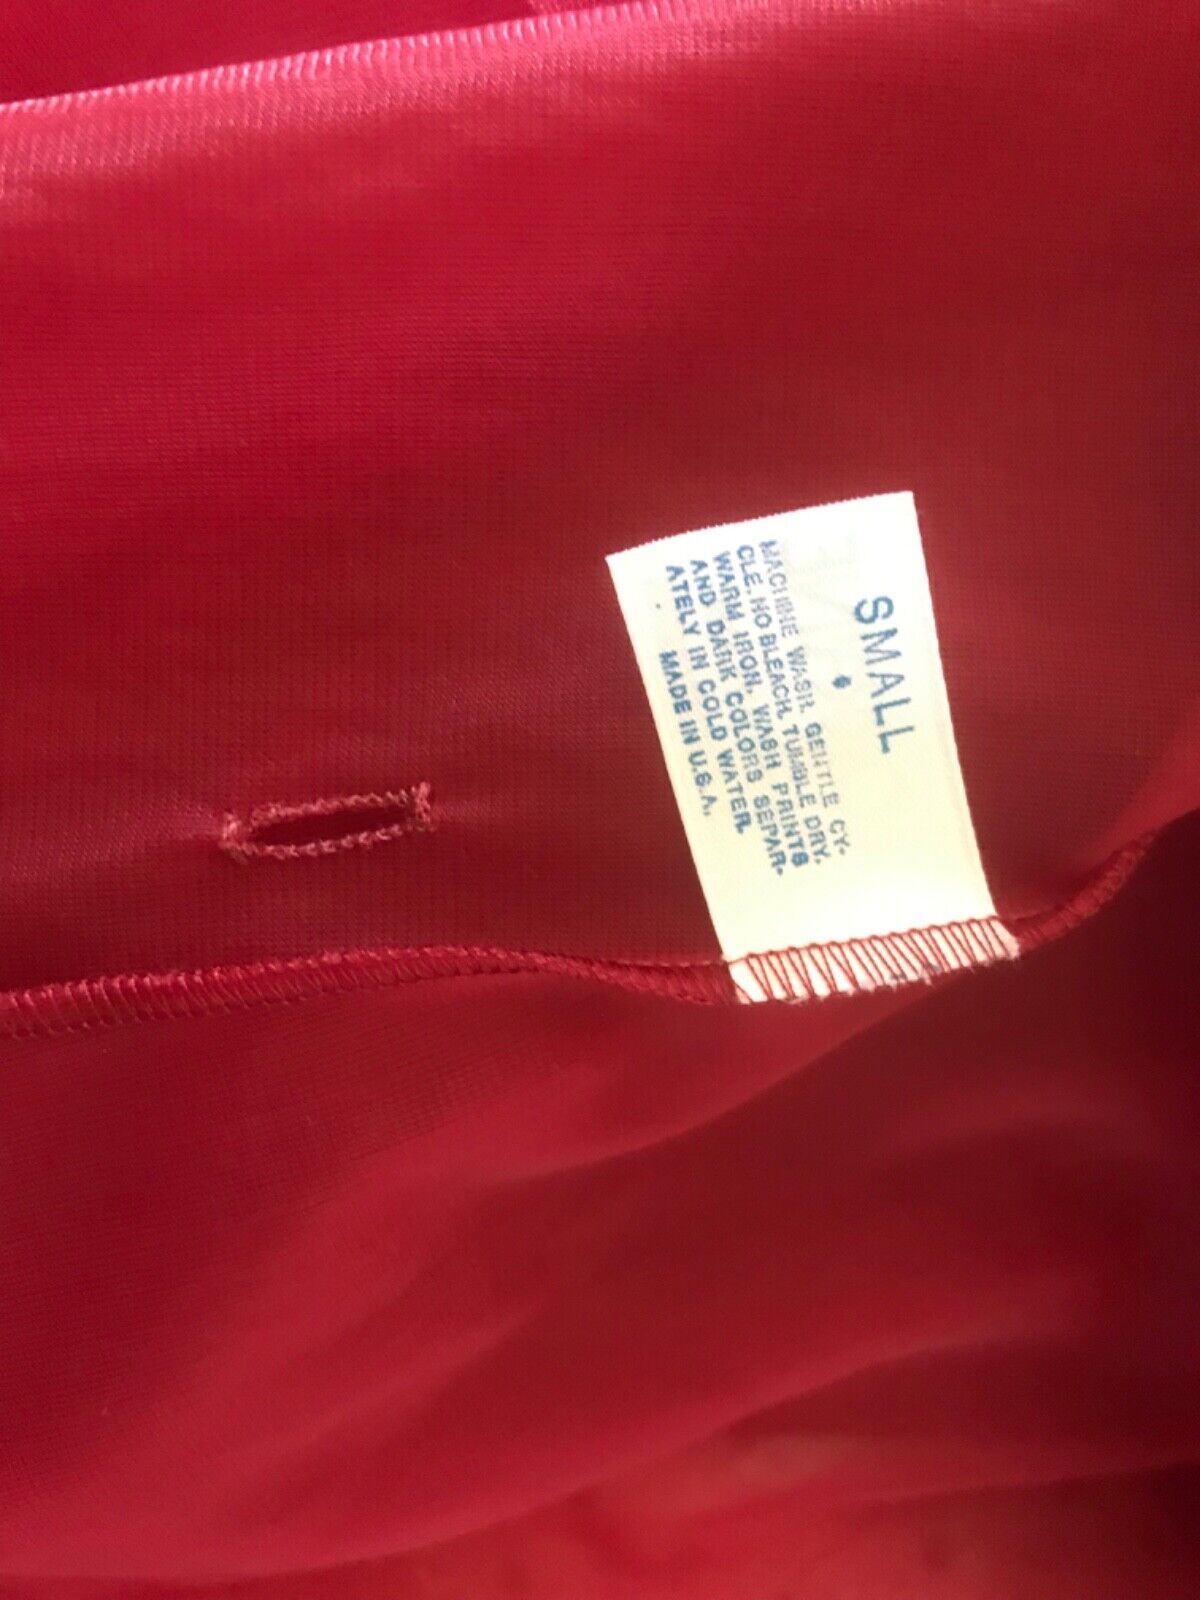 SMALL
MACHINE WASH. GENTLE CY-
CLE. NO BLEACH. TUMBLE DRY.
WARM IRON. WASH PRINTS
AND DARK COLORS SEPAR-
ATELY IN COLD WATER.
MADE IN U.S.A.